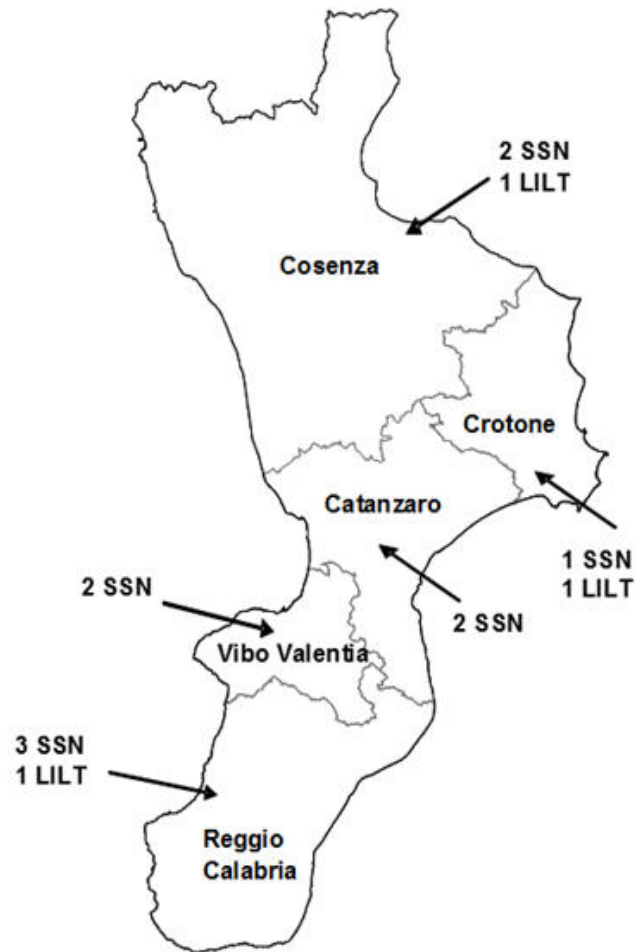 2 SSN
1 LILT
Cosenza
Crotone
Catanzaro
1 SSN
1 LILT
2 SSN
2 SSN
Vibo Valentia
3 SSN
1 LILT
Reggio
Calabria